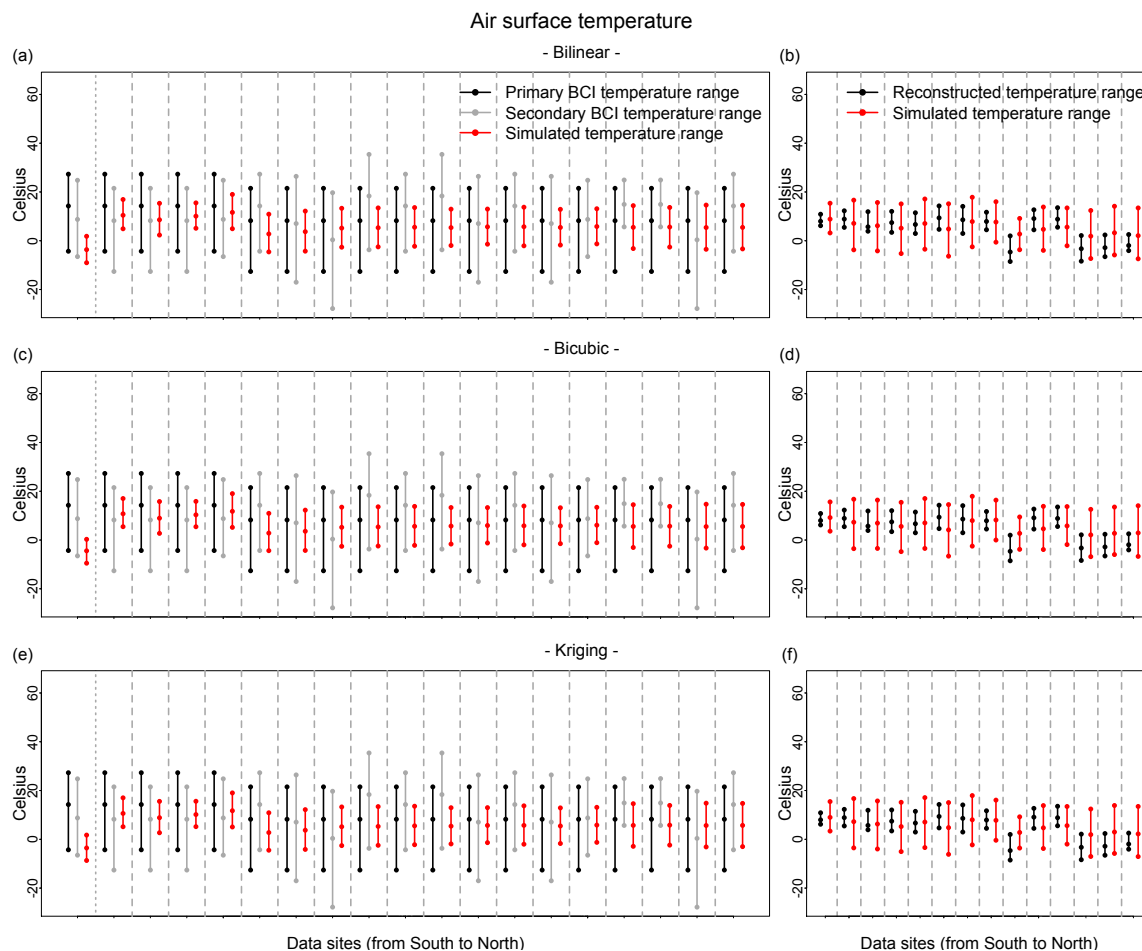 Air surface temperature
(a)
- Bilinear -
(b)
Primary BCI temperature range
Secondary BCI temperature range
Simulated temperature range
Reconstructed temperature range
Simulated temperature range
Celsius
-20
0
20
40
60
Celsius
-20
0
20
40
60
(c)
- Bicubic -
(d)
Celsius
-20
0
20
40
60
Celsius
-20
0
20
40
60
(e)
- Kriging -
(f)
Celsius
-20
0
20
40
60
Celsius
-20
0
20
40
60
Data sites (from South to North)
Data sites (from South to North)